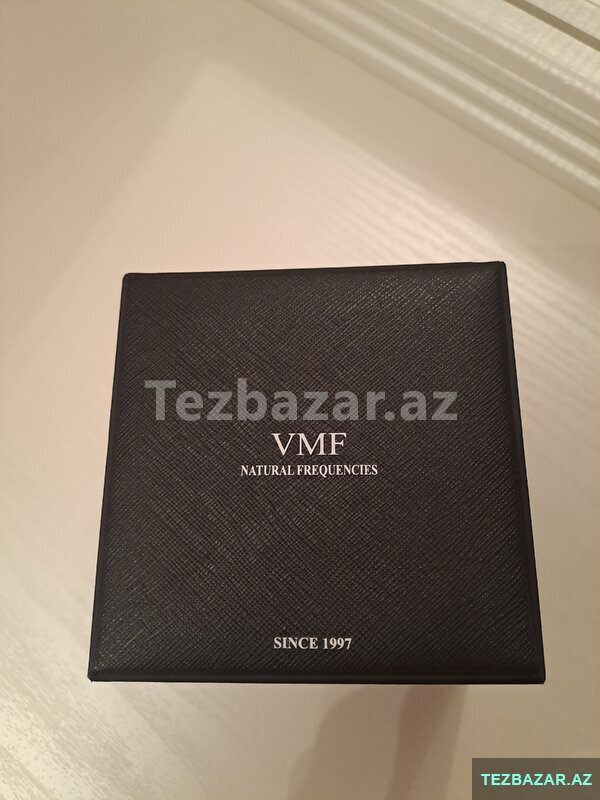 Tezbazar.az
VMF
NATURAL FREQUENCIES
SINCE 1997
TEZBAZAR.AZ